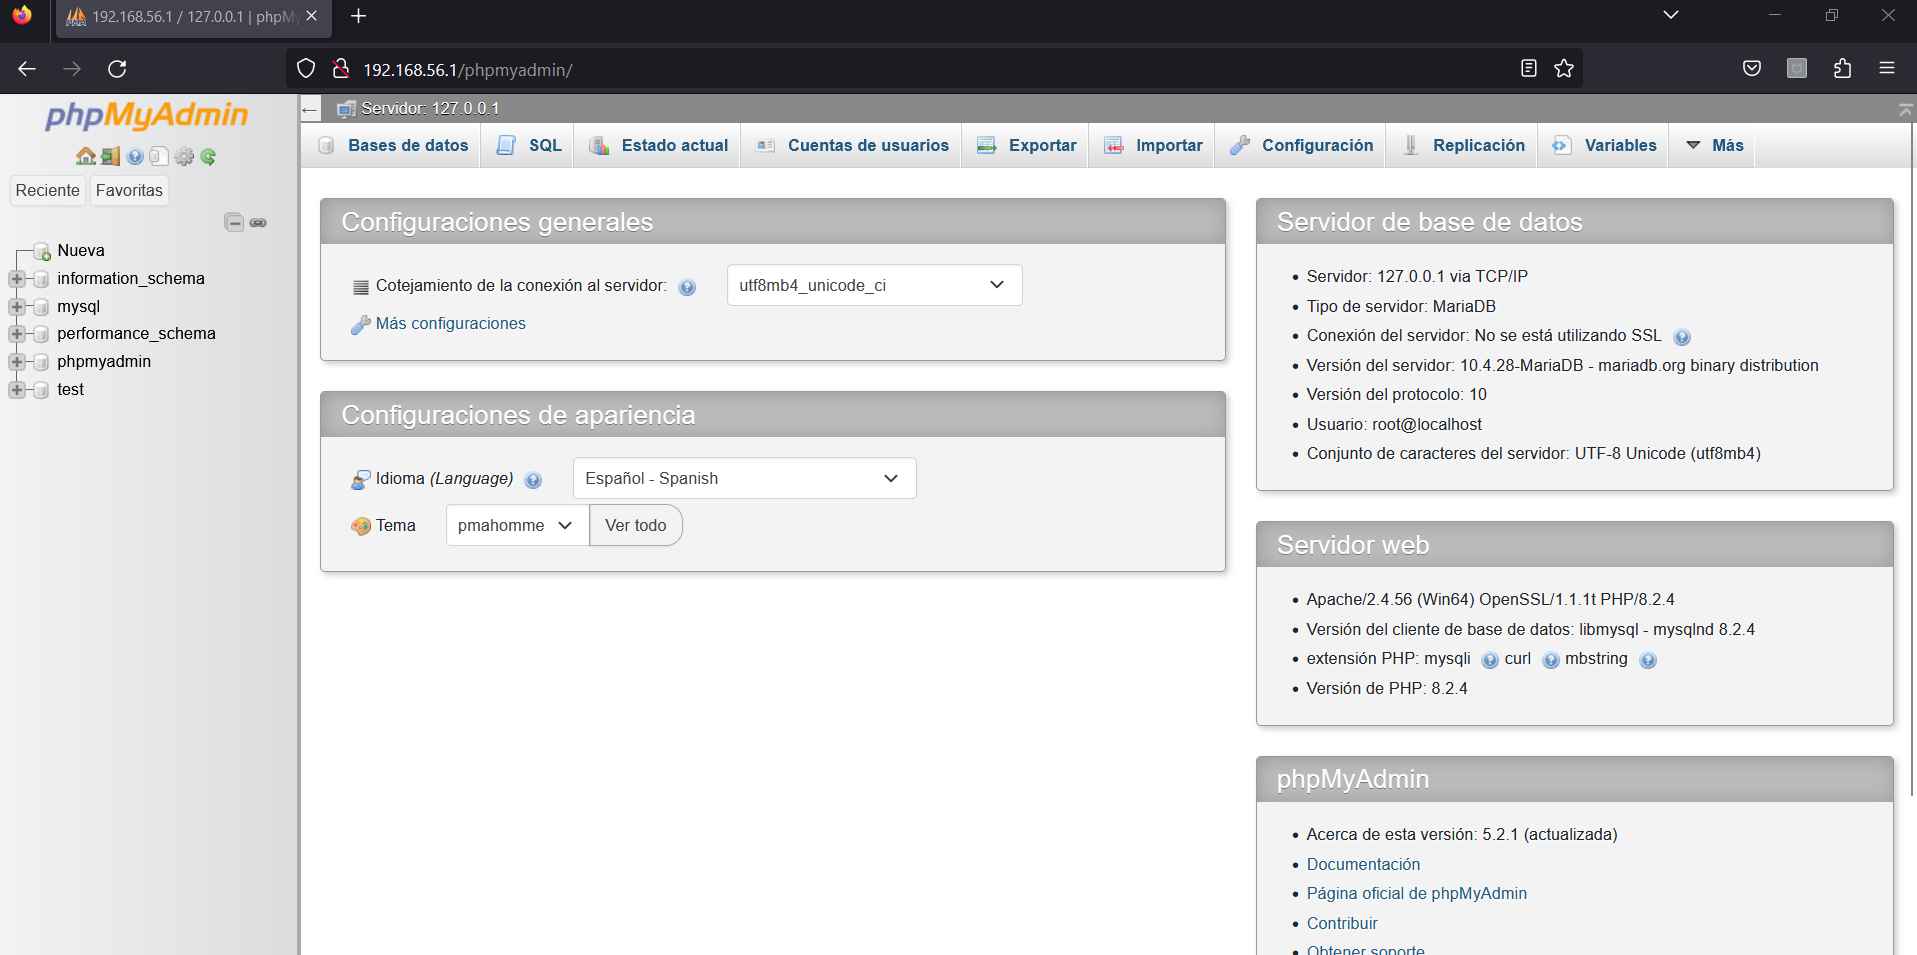 192.168.56.1 / 127.0.0.1 | phpMy
192.168.56.1/phpmyadmin/
phpMyAdmin
Reciente Favoritas
Nueva
information_schema
mysql
performance_schema
phpmyadmin
test
Servidor: 127.0.0.1
Bases de datos SQL Estado actual Cuentas de usuarios Exportar Importar Configuración Replicación Variables Más
Configuraciones generales
Cotejamiento de la conexión al servidor: utf8mb4_unicode_ci
Más configuraciones
Configuraciones de apariencia
Idioma (Language) Español - Spanish
Tema pmahomme Ver todo
Servidor de base de datos
Servidor: 127.0.0.1 via TCP/IP
Tipo de servidor: MariaDB
Conexión del servidor: No se está utilizando SSL
Versión del servidor: 10.4.28-MariaDB - mariadb.org binary distribution
Versión del protocolo: 10
Usuario: root@localhost
Conjunto de caracteres del servidor: UTF-8 Unicode (utf8mb4)
Servidor web
Apache/2.4.56 (Win64) OpenSSL/1.1.1t PHP/8.2.4
Versión del cliente de base de datos: libmysql - mysqlnd 8.2.4
extensión PHP: mysqli curl mbstring
Versión de PHP: 8.2.4
phpMyAdmin
Acerca de esta versión: 5.2.1 (actualizada)
Documentación
Página oficial de phpMyAdmin
Contribuir
Obtener soporte